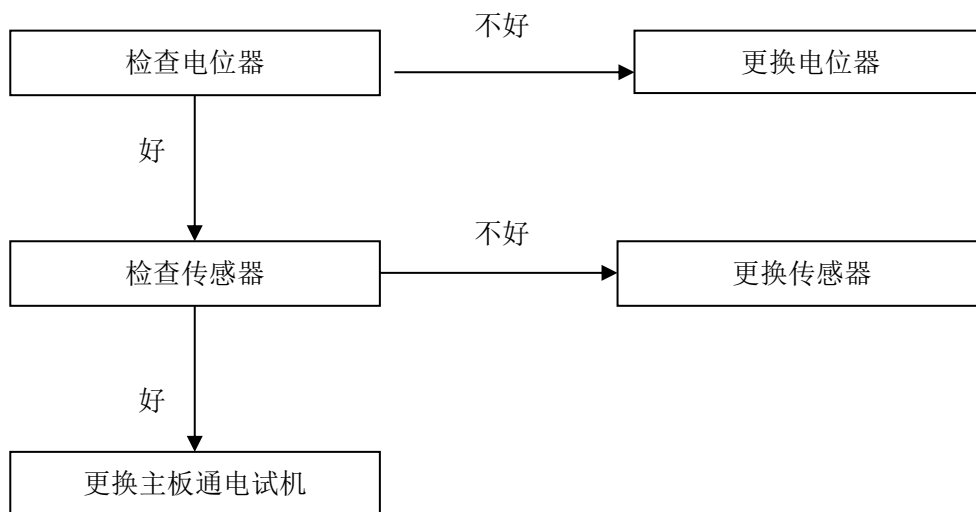 不好
检查电位器
更换电位器
好
不好
检查传感器
更换传感器
好
更换主板通电试机